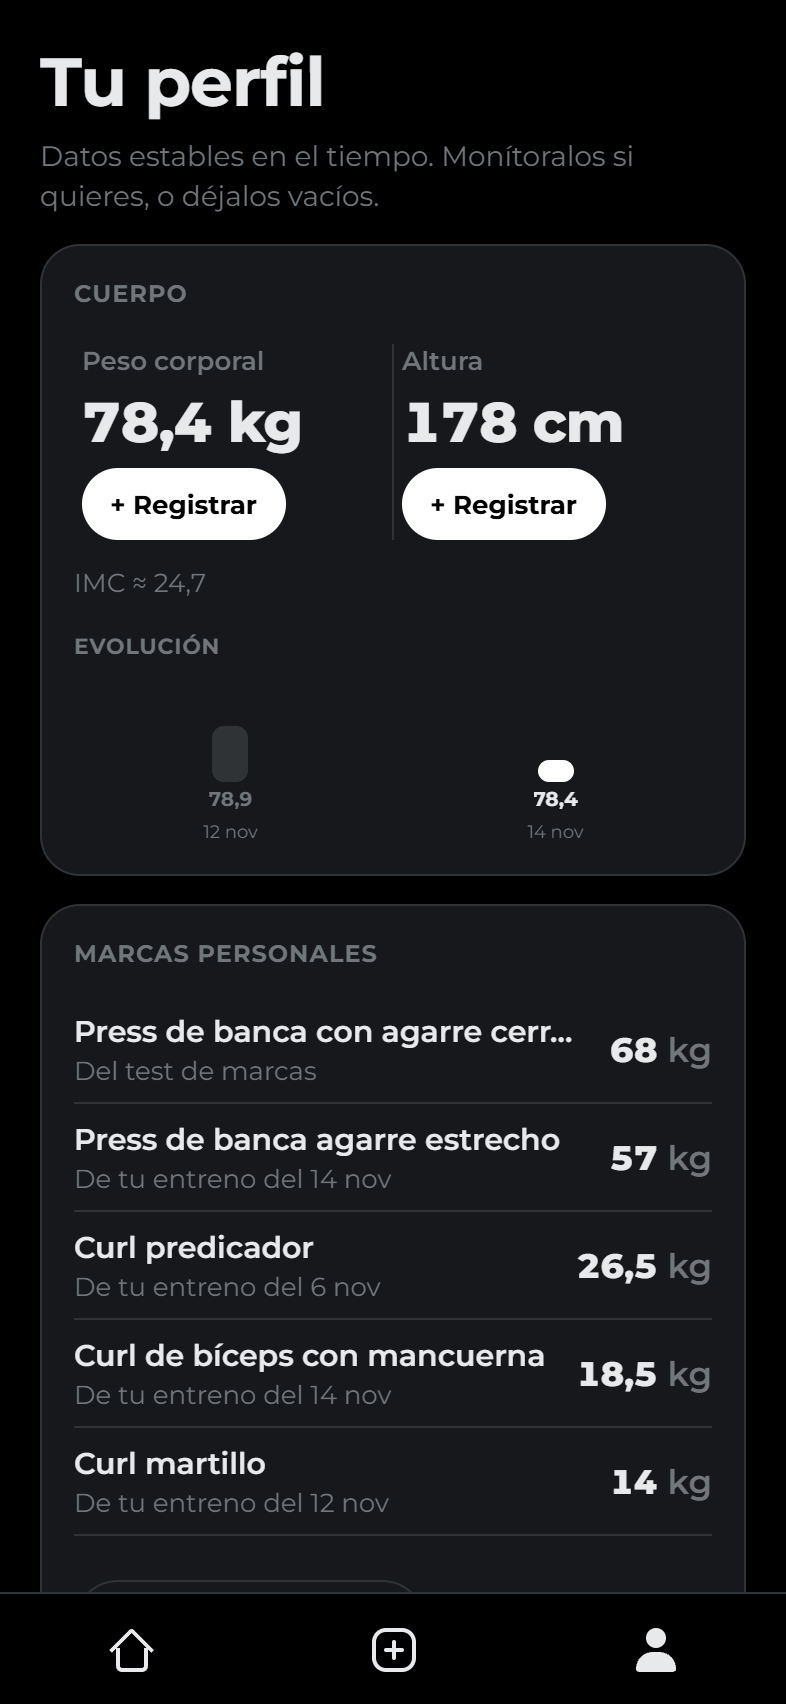 Tu perfil
Datos estables en el tiempo. Monítoralos si
quieres, o déjalos vacíos.
CUERPO
Peso corporal
78,4 kg
+ Registrar
Altura
178 cm
+ Registrar
IMC ≈ 24,7
EVOLUCIÓN
78,9
12 nov
78,4
14 nov
MARCAS PERSONALES
Press de banca con agarre cerr...
Del test de marcas
68 kg
Press de banca agarre estrecho
De tu entreno del 14 nov
57 kg
Curl predicador
De tu entreno del 6 nov
26,5 kg
Curl de bíceps con mancuerna
De tu entreno del 14 nov
18,5 kg
Curl martillo
De tu entreno del 12 nov
14 kg